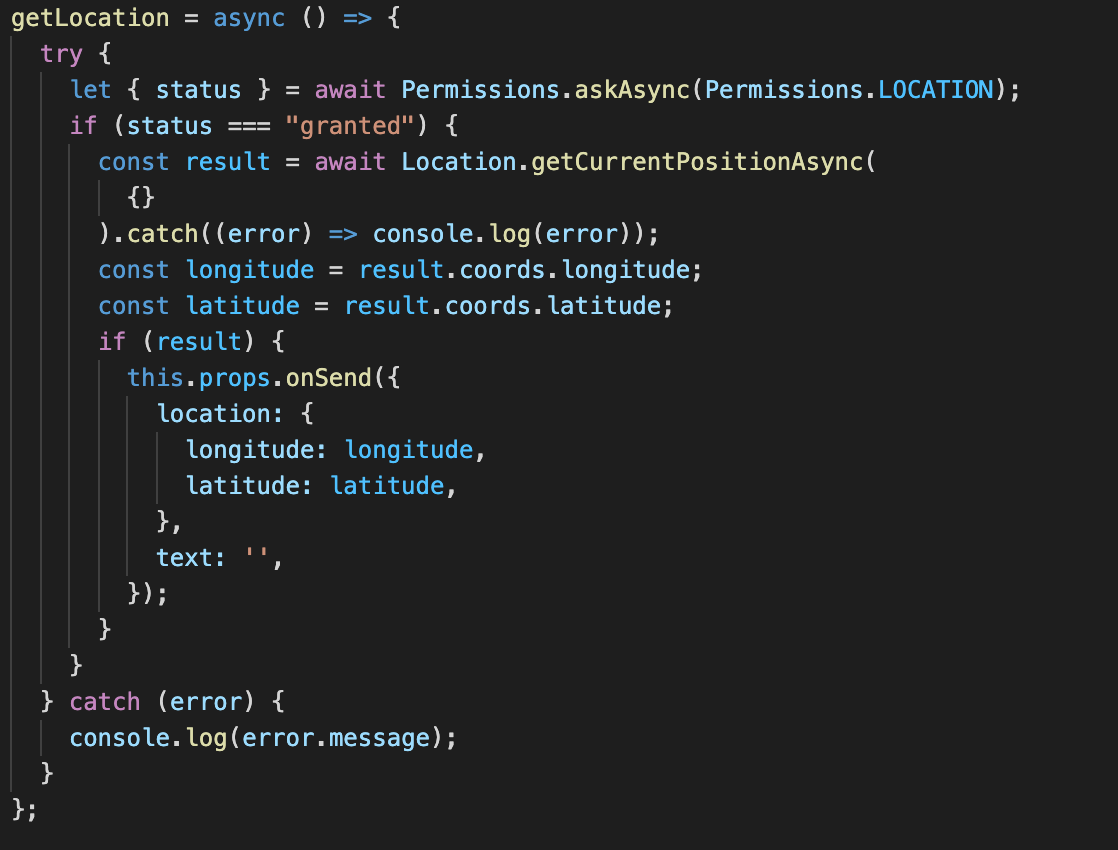 getLocation = async () => {
  try {
    let { status } = await Permissions.askAsync(Permissions.LOCATION);
    if (status === "granted") {
      const result = await Location.getCurrentPositionAsync(
        {}
      ).catch((error) => console.log(error));
      const longitude = result.coords.longitude;
      const latitude = result.coords.latitude;
      if (result) {
        this.props.onSend({
          location: {
            longitude: longitude,
            latitude: latitude,
          },
          text: '',
        });
      }
    }
  } catch (error) {
    console.log(error.message);
  }
};